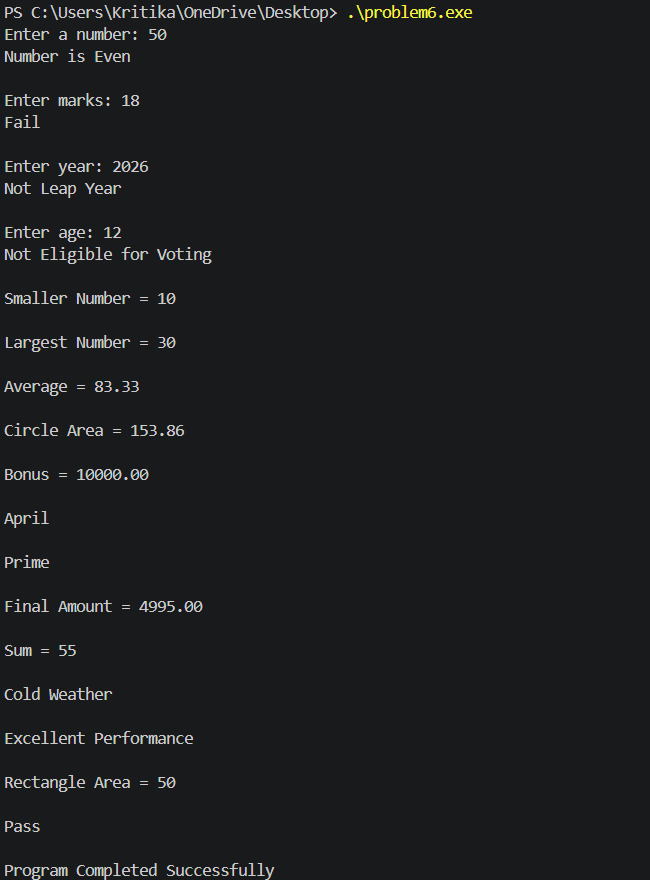 PS C:\Users\Kritika\OneDrive\Desktop> .\problem6.exe
Enter a number: 50
Number is Even
Enter marks: 18
Fail
Enter year: 2026
Not Leap Year
Enter age: 12
Not Eligible for Voting
Smaller Number = 10
Largest Number = 30
Average = 83.33
Circle Area = 153.86
Bonus = 10000.00
April
Prime
Final Amount = 4995.00
Sum = 55
Cold Weather
Excellent Performance
Rectangle Area = 50
Pass
Program Completed Successfully